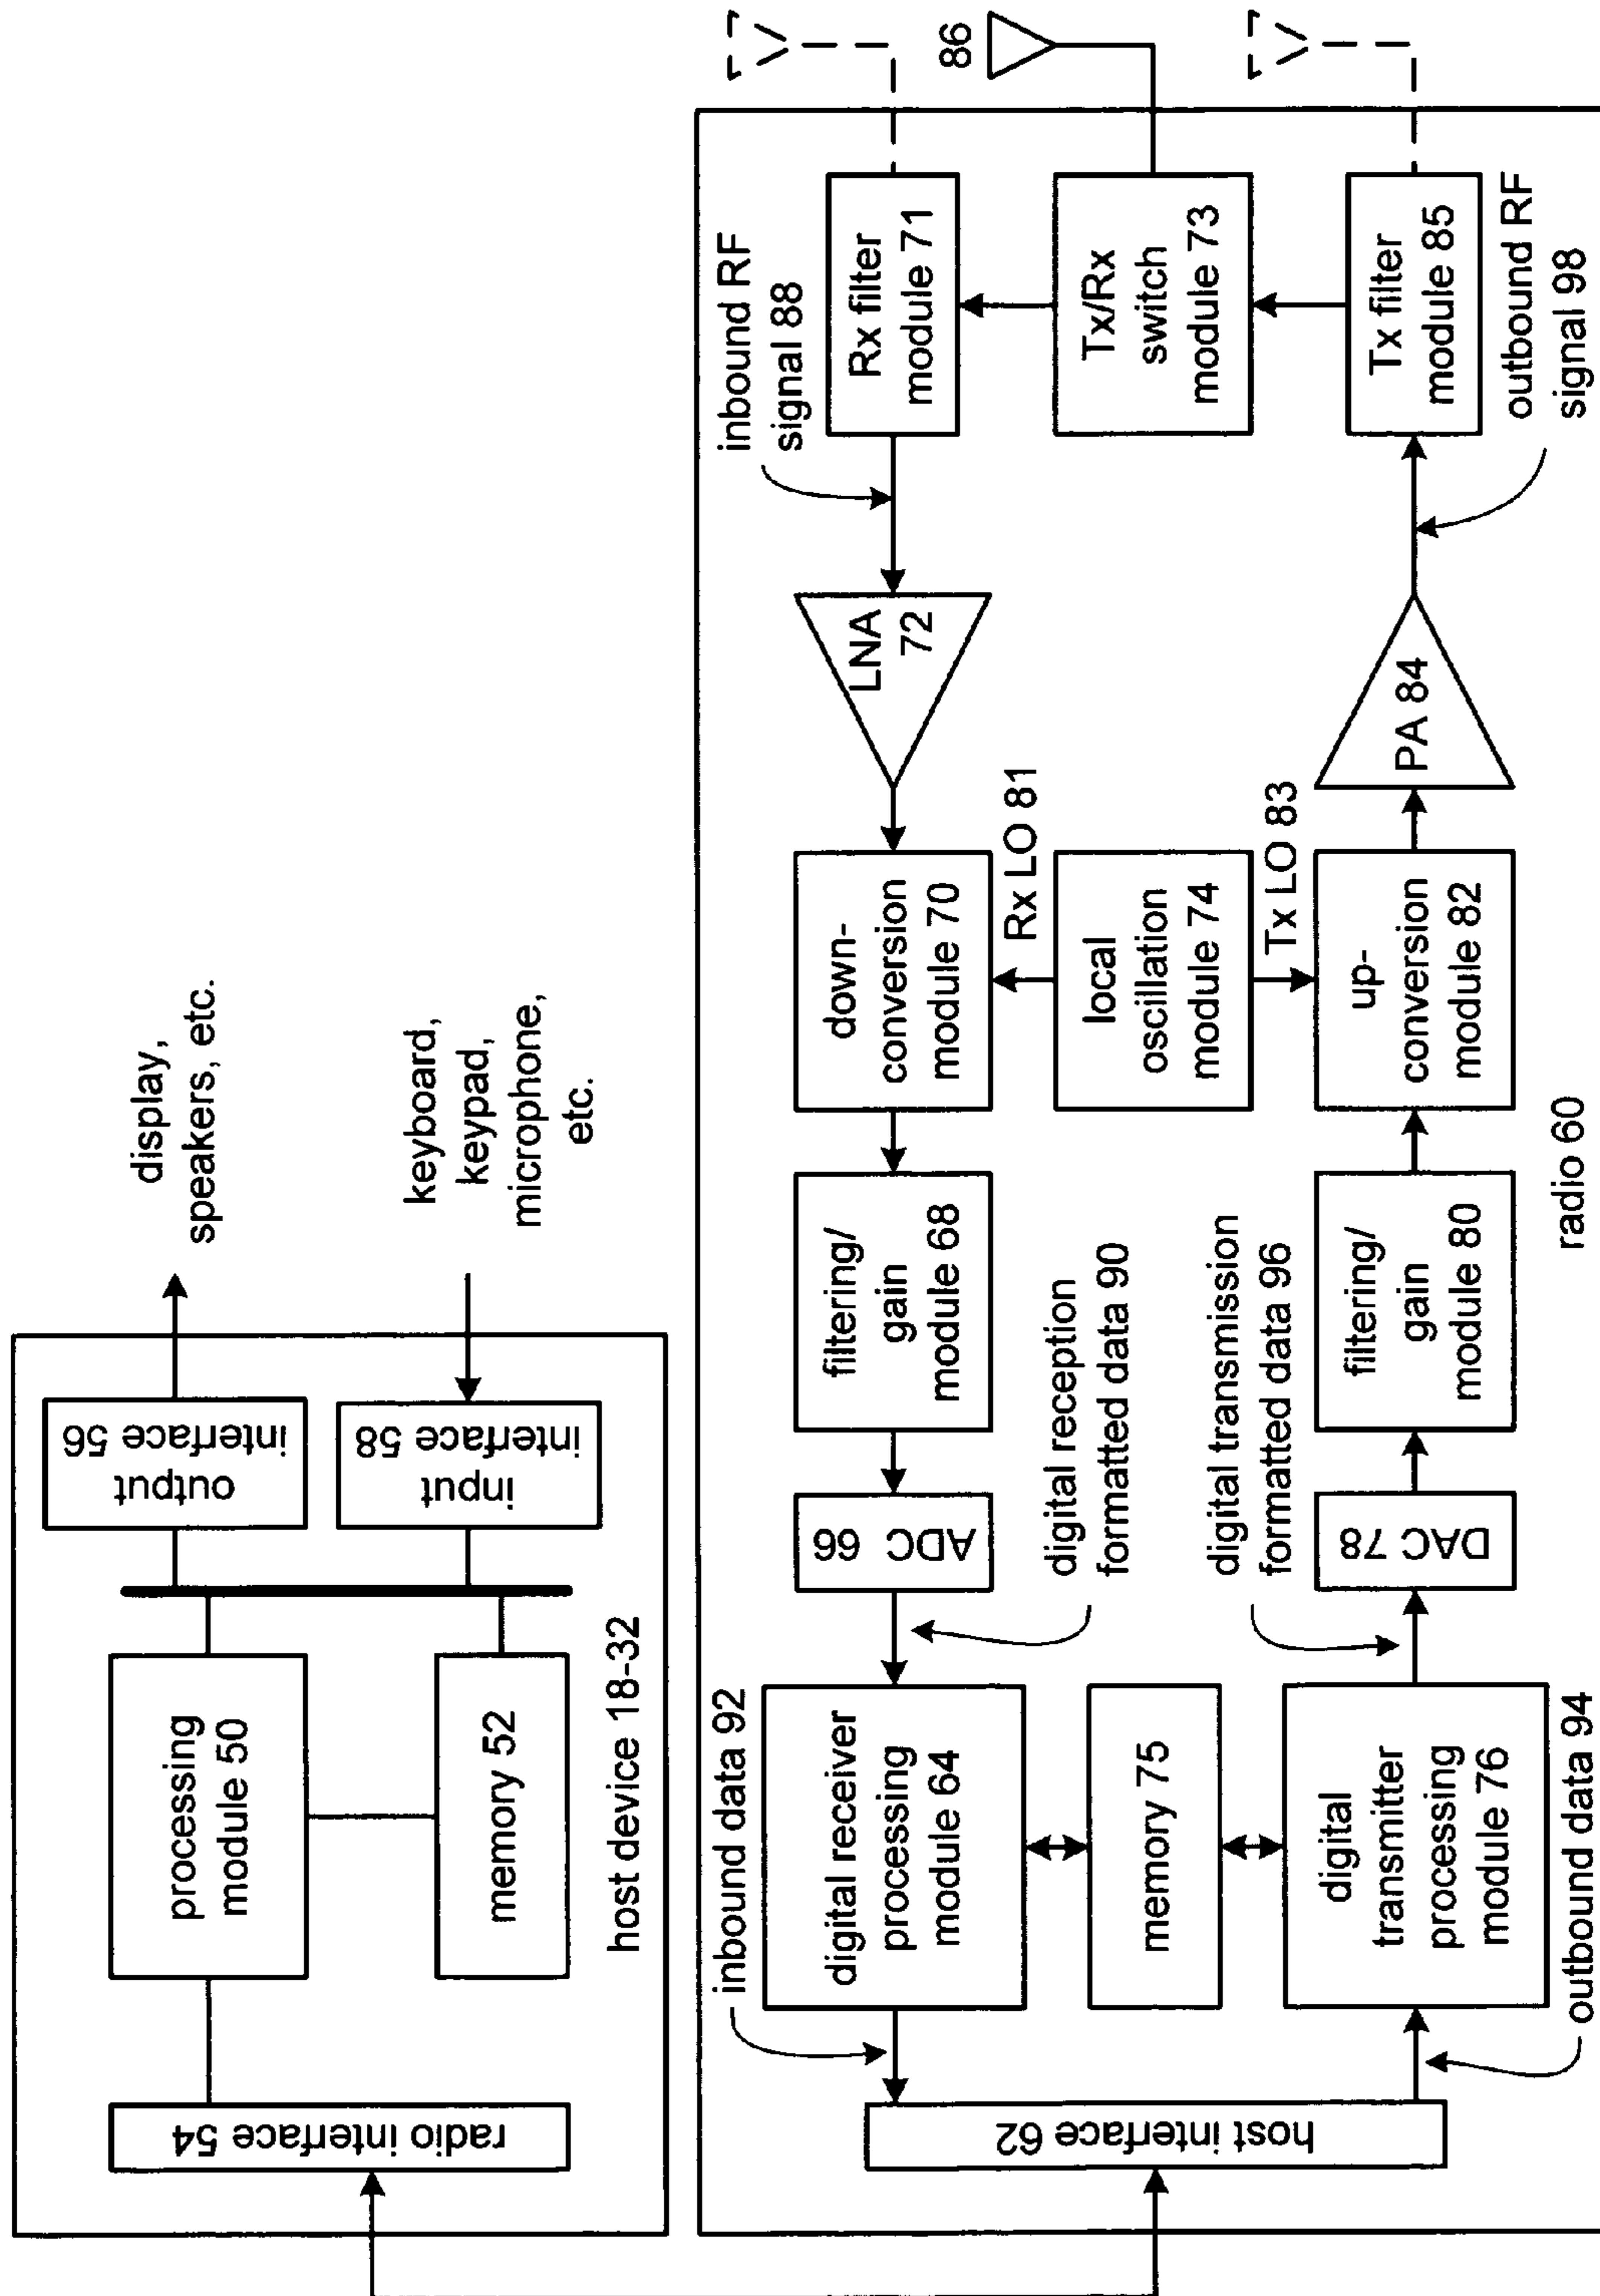 display,
speakers, etc.
keyboard,
keypad,
microphone,
etc.
output
interface 56
input
interface 58
processing
module 50
memory 52
radio interface 54
host device 18-32
86
inbound RF
signal 88
Rx filter
module 71
Tx/Rx
switch
module 73
Tx filter
module 85
outbound RF
signal 98
LNA
72
PA 84
down-
conversion
module 70
Rx LO 81
local
oscillation
module 74
Tx LO 83
up-
conversion
module 82
filtering/
gain
module 68
filtering/
gain
module 80
radio 60
ADC 66
digital reception
formatted data 90
digital transmission
formatted data 96
DAC 78
inbound data 92
digital receiver
processing
module 64
memory 75
digital
transmitter
processing
module 76
outbound data 94
host interface 62